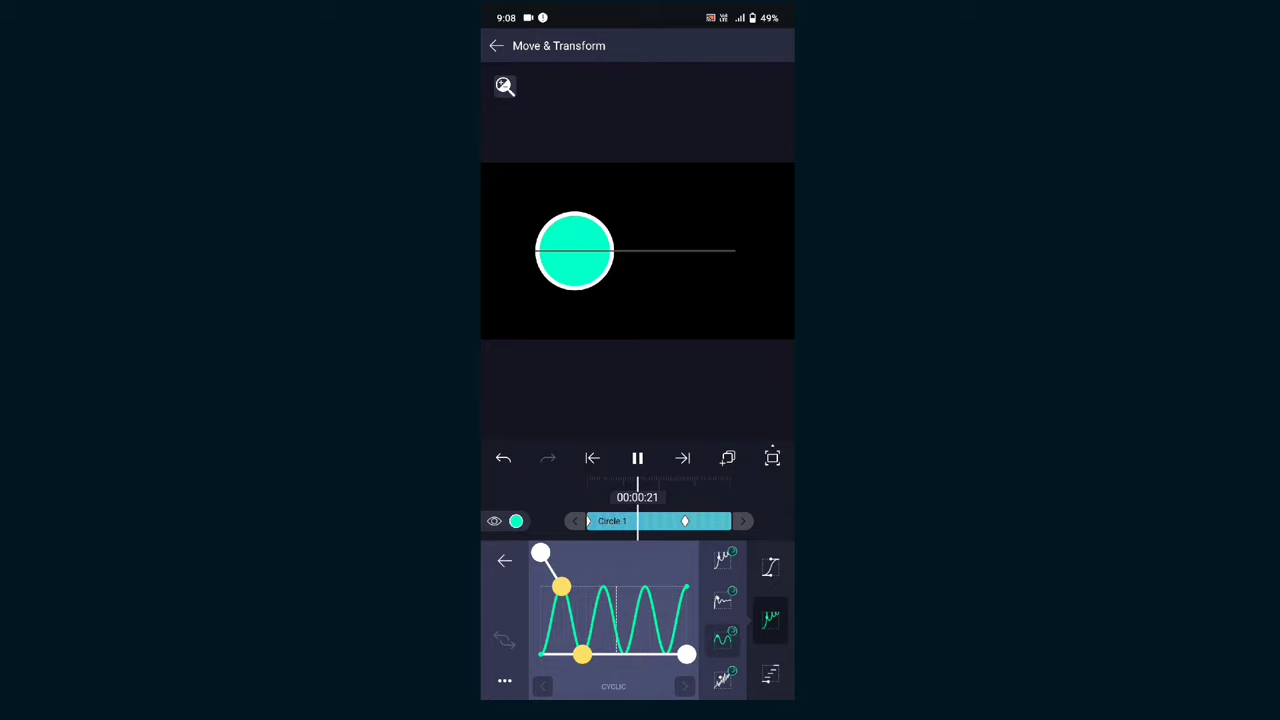 9:08
49%
Move & Transform
00:00:21
Circle 1
CYCLIC